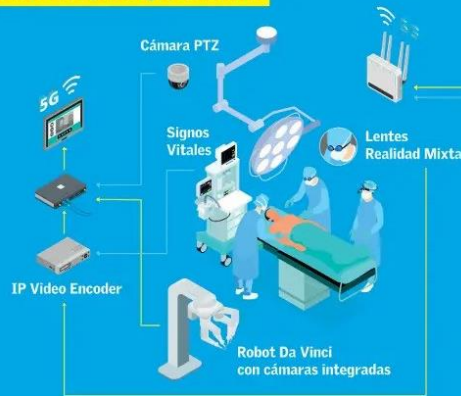 Cámara PTZ
5G
Signos
Vitales
Lentes
Realidad Mixta
IP Video Encoder
Robot Da Vinci
con cámaras integradas